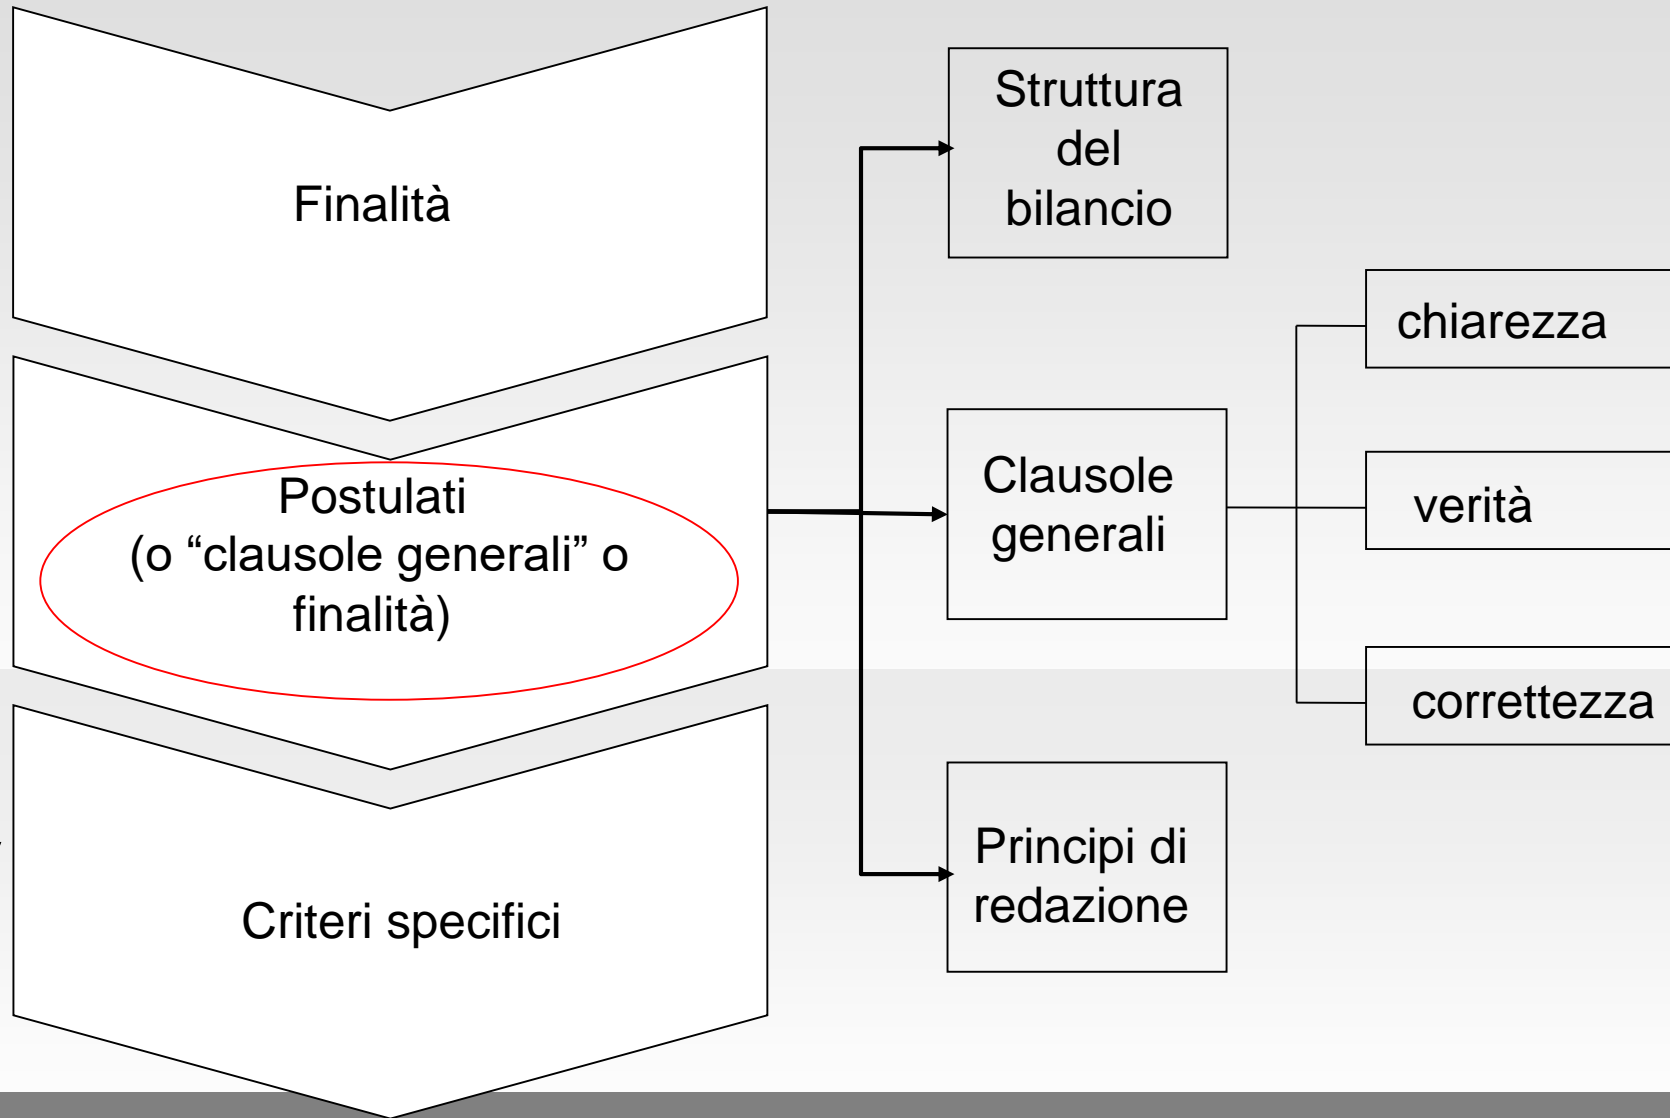 Finalità
Postulati
(o “clausole generali” o
finalità)
Criteri specifici
Struttura
del
bilancio
Clausole
generali
Principi di
redazione
chiarezza
verità
correttezza